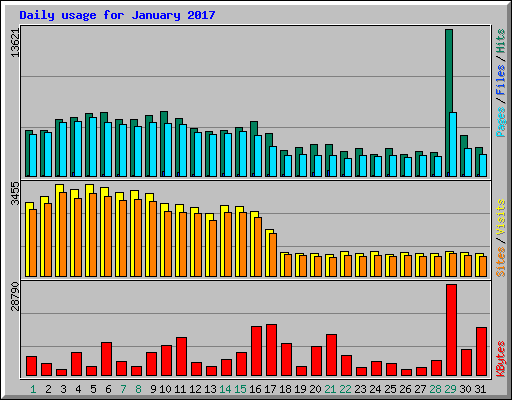 Daily usage for January 2017
13621
Pages / Files / Hits
3455
Sites / Visits
28790
KBytes
1 2 3 4 5 6 7 8 9 10 11 12 13 14 15 16 17 18 19 20 21 22 23 24 25 26 27 28 29 30 31